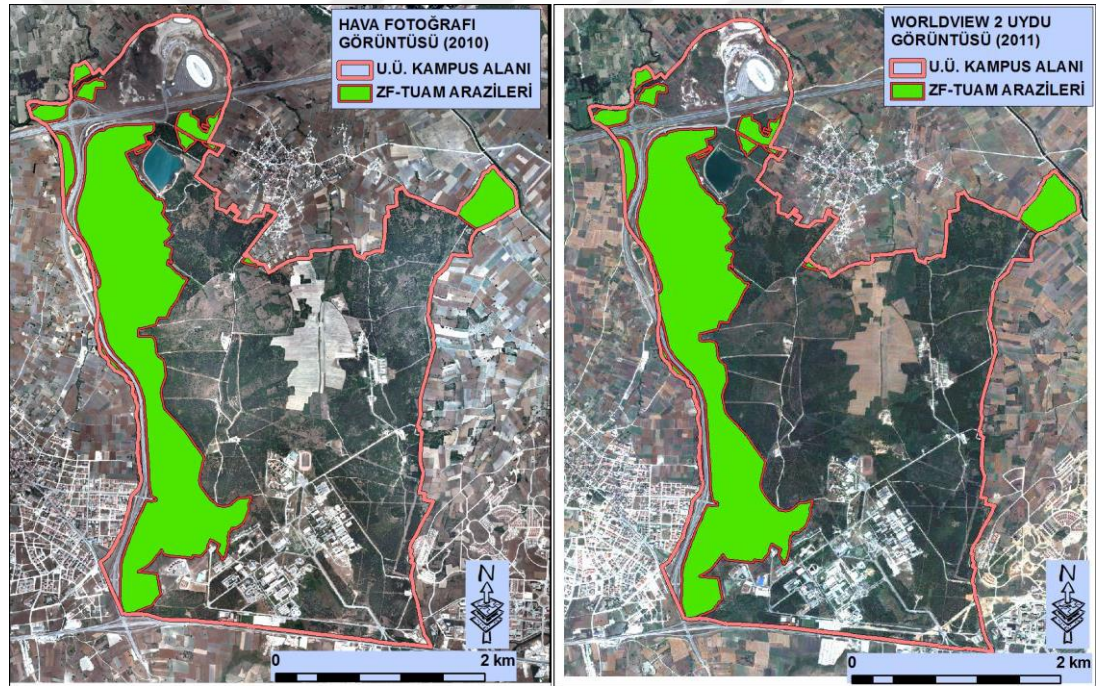 HAVA FOTOĞRAFI
GÖRÜNTÜSÜ (2010)
U.Ü. KAMPUS ALANI
ZF-TUAM ARAZİLERİ
N
0 2 km
WORLDVIEW 2 UYDU
GÖRÜNTÜSÜ (2011)
U.Ü. KAMPUS ALANI
ZF-TUAM ARAZİLERİ
N
0 2 km